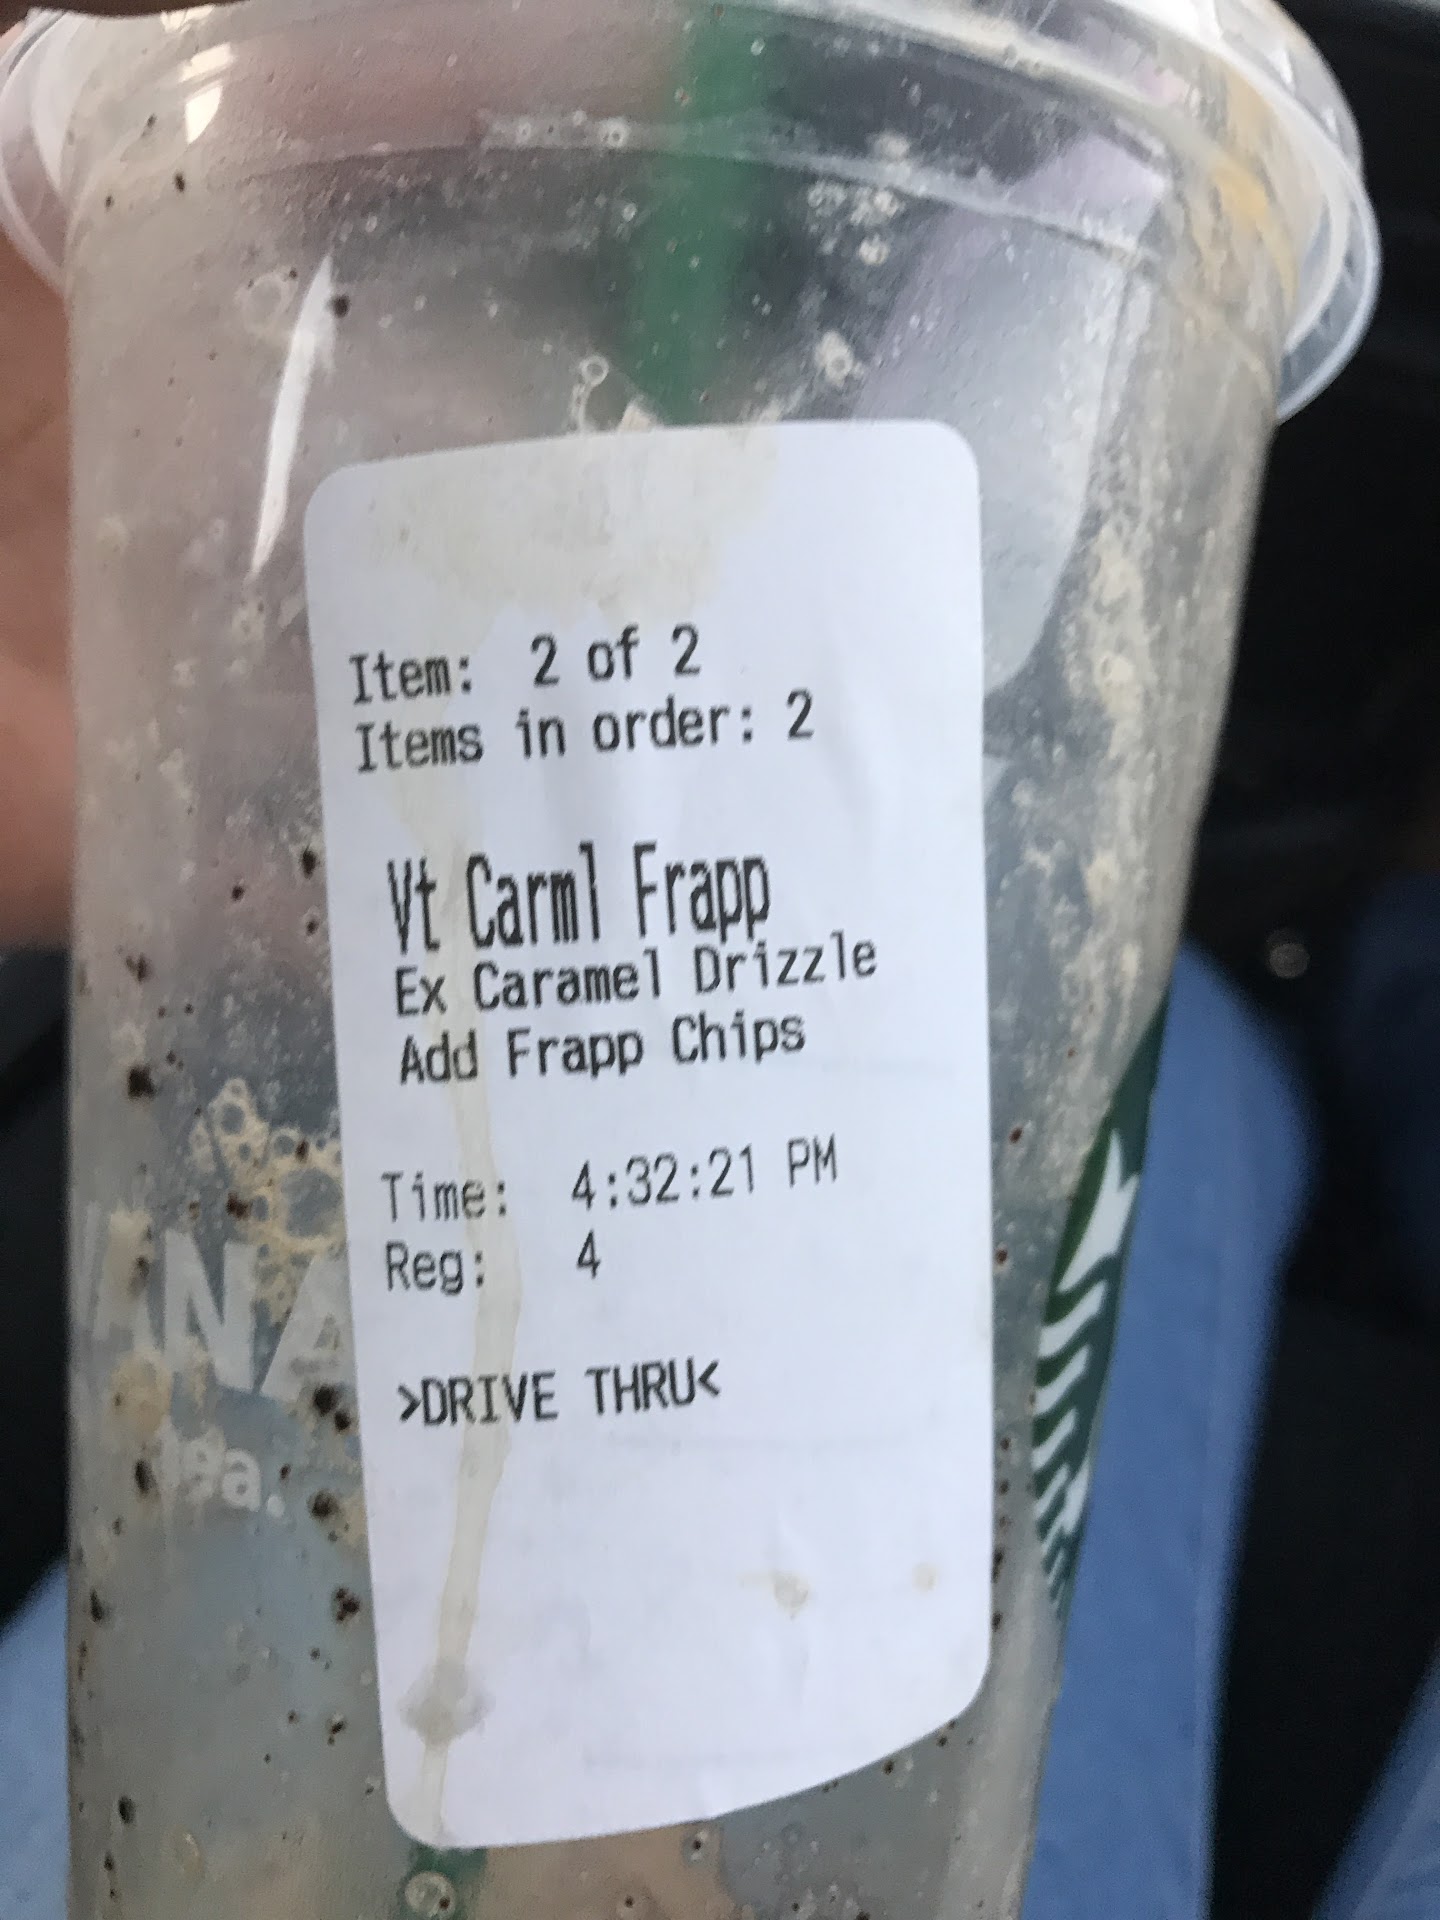 Item: 2 of 2
Items in order: 2
Vt Carml Frapp
Ex Caramel Drizzle
Add Frapp Chips
Time: 4:32:21 PM
Reg: 4
>DRIVE THRU<